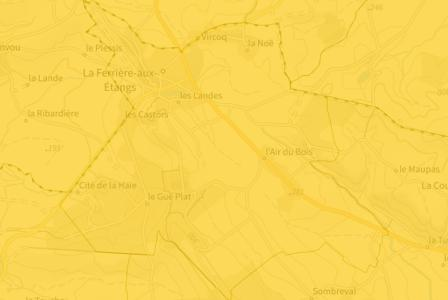 Vircoq
la Noë
le Plessis
La Ferrière-aux-
Étangs
la Lande
les Landes
la Ribardière
les Castors
l'Air du Bois
le Maupas
Cité de la Haie
le Gué Plat
Sombreval